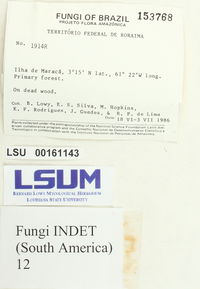 FUNGI OF BRAZIL 153768
PROJETO FLORA AMAZÔNICA
TERRITÓRIO FEDERAL DE RORAIMA
No. 1914R
Ilha de Maracá, 3°15' N lat., 61° 22'W long.
Primary forest.
On dead wood.
Col. B. Lowy, R. S. Silva, M. Hopkins,
E. F. Rodrigues, J. Guedes, & R. P. de Lima
Date 18 VI-3 VII 1986
LSU 00161143
LSUM
BERNARD LOWY MYCOLOGICAL HERBARIUM
LOUISIANA STATE UNIVERSITY
Fungi INDET
(South America)
12